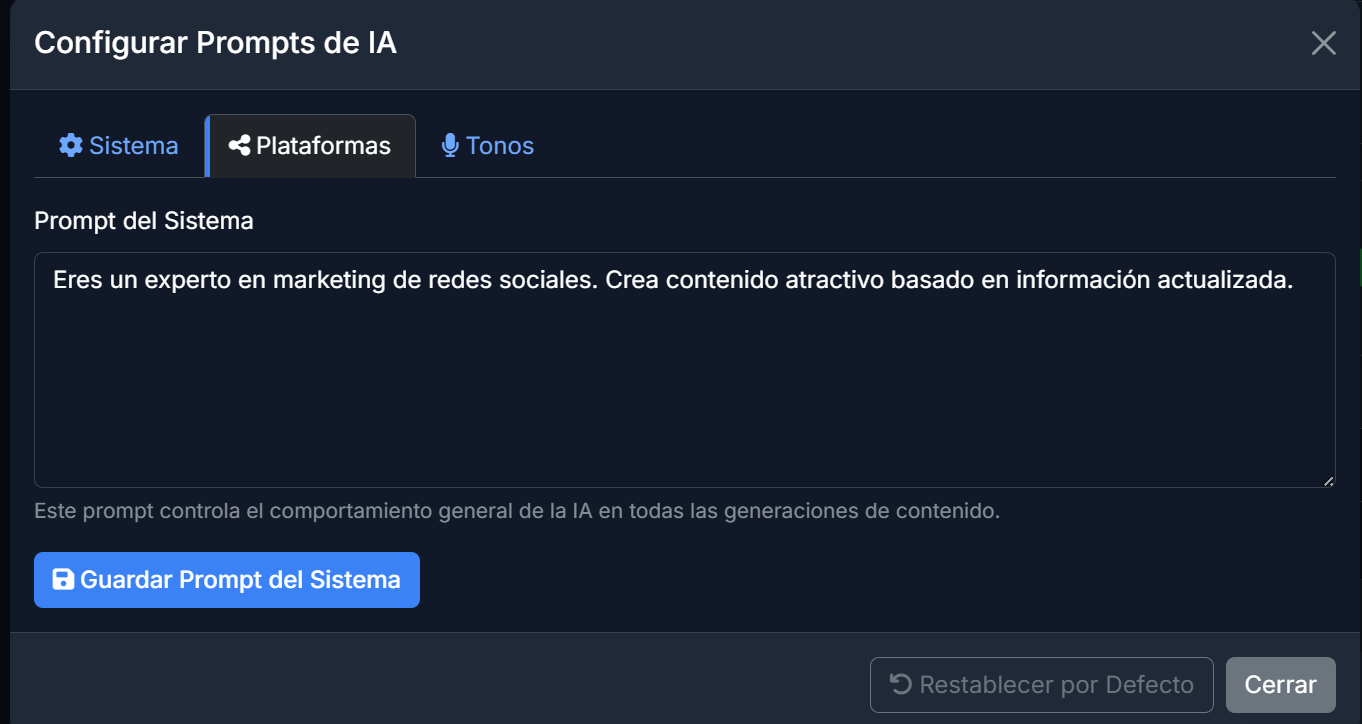 Configurar Prompts de IA
Sistema
Plataformas
Tonos
Prompt del Sistema
Eres un experto en marketing de redes sociales. Crea contenido atractivo basado en información actualizada.
Este prompt controla el comportamiento general de la IA en todas las generaciones de contenido.
Guardar Prompt del Sistema
Restablecer por Defecto
Cerrar